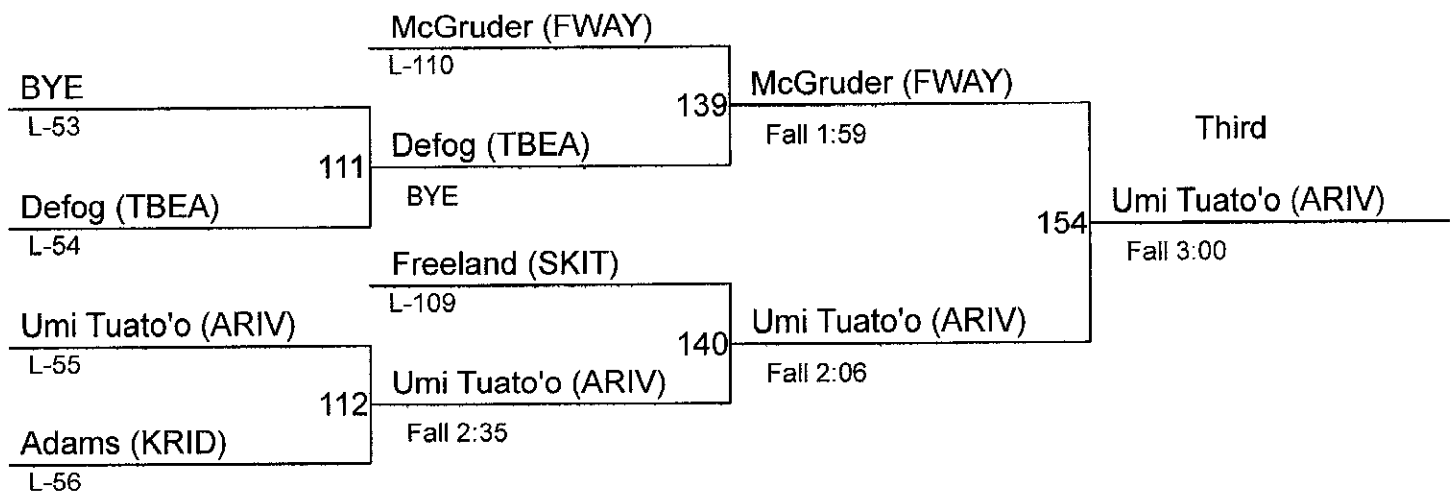 McGruder (FWAY)
L-110
BYE
L-53
139
McGruder (FWAY)
Fall 1:59
Third
111
Defog (TBEA)
BYE
Defog (TBEA)
L-54
154
Umi Tuato'o (ARIV)
Fall 3:00
Freeland (SKIT)
L-109
Umi Tuato'o (ARIV)
L-55
140
Umi Tuato'o (ARIV)
Fall 2:06
112
Umi Tuato'o (ARIV)
Fall 2:35
Adams (KRID)
L-56